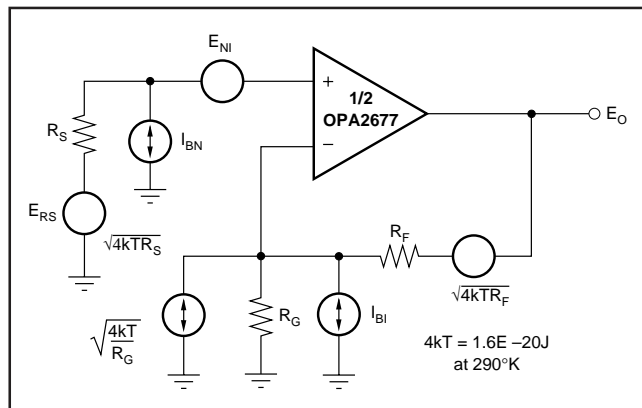 E_NI
+
1/2
OPA2677
−
E_O
R_S
I_BN
E_RS
√4kTR_S
R_F
√4kTR_F
√4kT/R_G
R_G
I_BI
4kT = 1.6E –20J
at 290°K